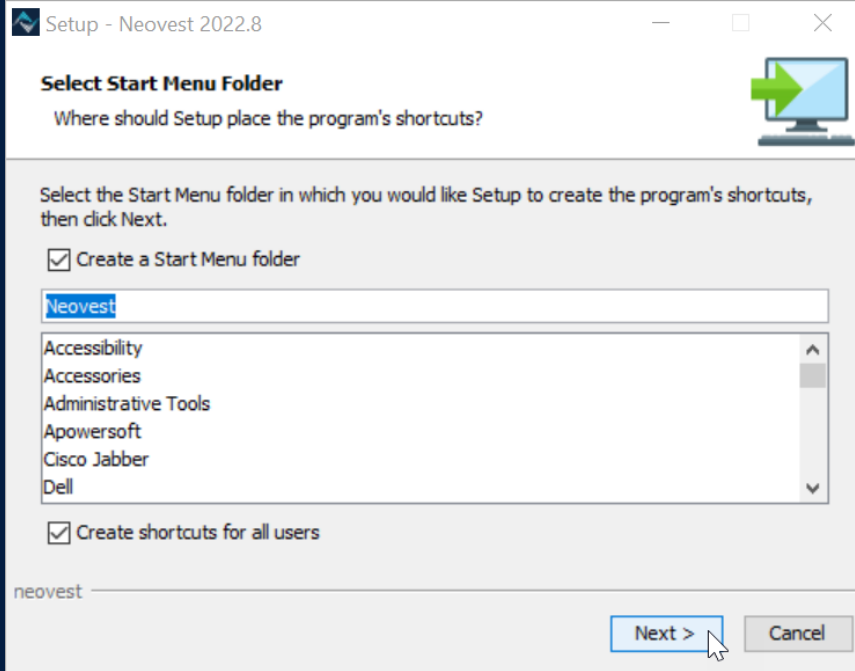 Setup - Neovest 2022.8
Select Start Menu Folder
Where should Setup place the program's shortcuts?
Select the Start Menu folder in which you would like Setup to create the program's shortcuts,
then click Next.
Create a Start Menu folder
Neovest
Accessibility
Accessories
Administrative Tools
Apowersoft
Cisco Jabber
Dell
Create shortcuts for all users
neovest
Next > Cancel